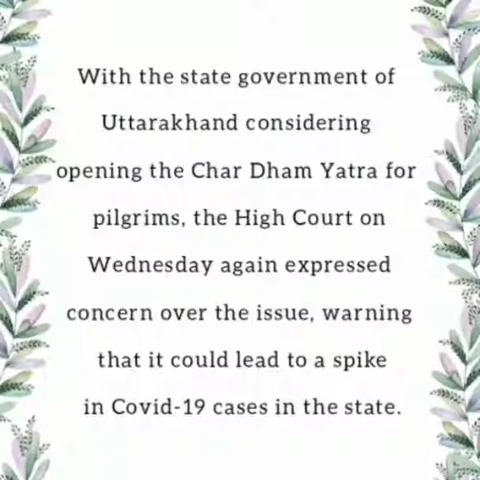 With the state government of
Uttarakhand considering
opening the Char Dham Yatra for
pilgrims, the High Court on
Wednesday again expressed
concern over the issue, warning
that it could lead to a spike
in Covid-19 cases in the state.